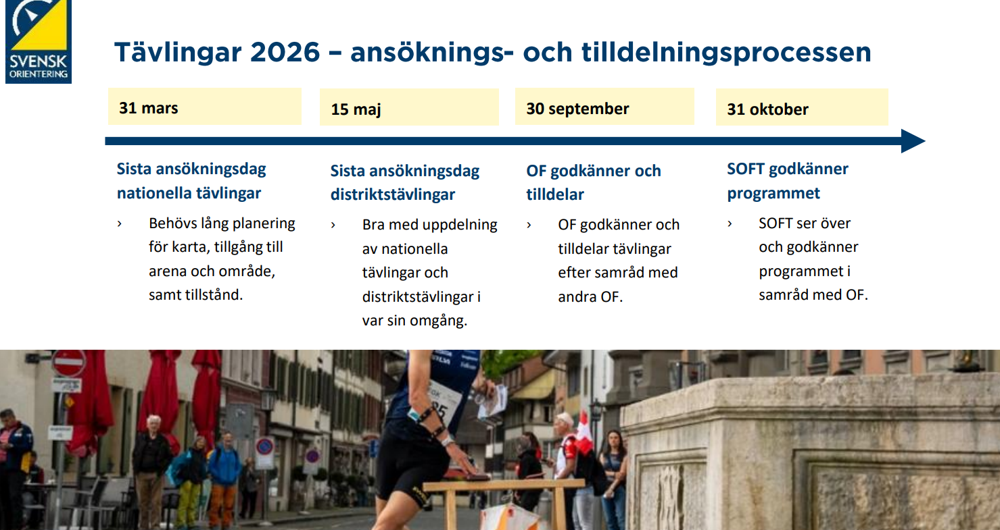 SVENSK
ORIENTERING
Tävlingar 2026 – ansöknings- och tilldelningsprocessen
31 mars
15 maj
30 september
31 oktober
Sista ansökningsdag
nationella tävlingar
› Behövs lång planering
för karta, tillgång till
arena och område,
samt tillstånd.
Sista ansökningsdag
distriktstävlingar
› Bra med uppdelning
av nationella
tävlingar och
distriktstävlingar i
var sin omgång.
OF godkänner och
tilldelar
› OF godkänner och
tilldelar tävlingar
efter samråd med
andra OF.
SOFT godkänner
programmet
› SOFT ser över
och godkänner
programmet i
samråd med OF.